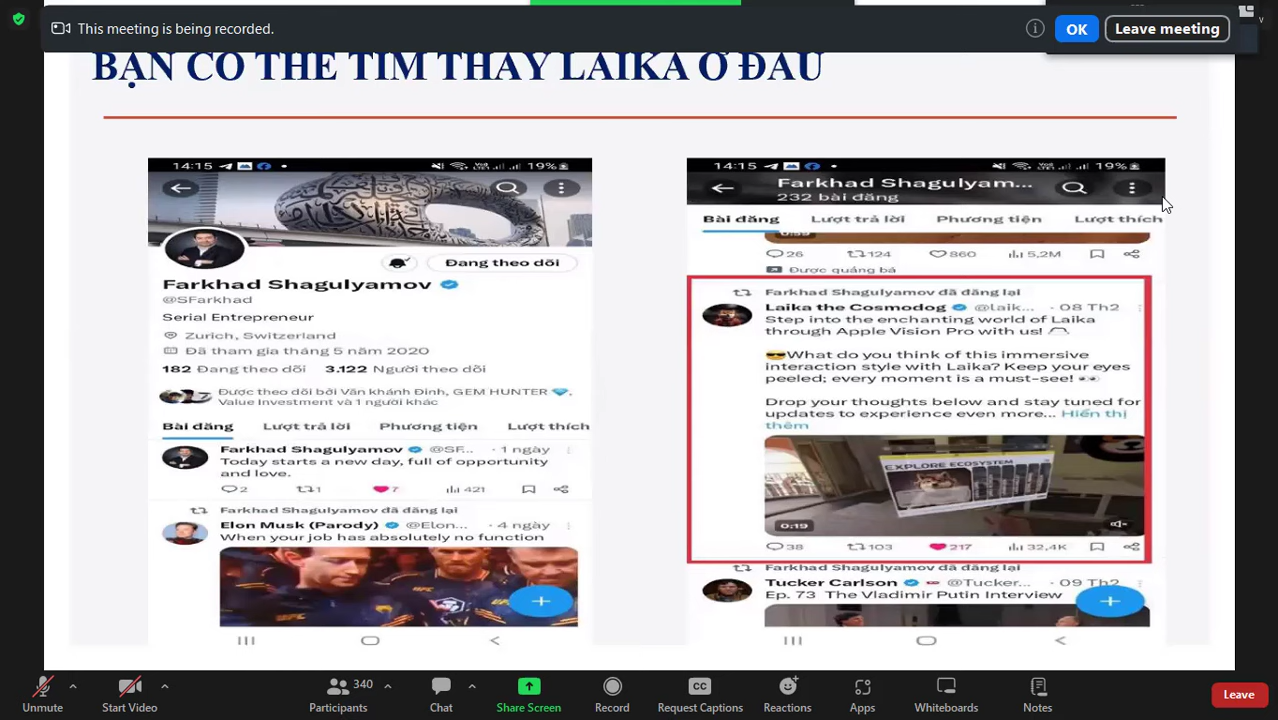 This meeting is being recorded.
OK
Leave meeting
BẠN CÓ THỂ TÌM THẤY LAIKA Ở ĐÂU
14:15
19%
Farkhad Shagulyamov
@SFarkhad
Serial Entrepreneur
Zurich, Switzerland
Đã tham gia tháng 5 năm 2020
182 Đang theo dõi 3.122 Người theo dõi
Được theo dõi bởi Văn khánh Đinh, GEM HUNTER
Value Investment và 1 người khác
Đang theo dõi
Bài đăng Lượt trả lời Phương tiện Lượt thích
Farkhad Shagulyamov @SF... · 1 ngày
Today starts a new day, full of opportunity
and love.
2 1 7 421
Farkhad Shagulyamov đã đăng lại
Elon Musk (Parody) @Elon... · 4 ngày
When your job has absolutely no function
14:15
19%
Farkhad Shagulyam...
232 bài đăng
Bài đăng Lượt trả lời Phương tiện Lượt thích
26 124 860 5,2M
Được quảng bá
Farkhad Shagulyamov đã đăng lại
Laika the Cosmodog @laik... · 08 Th2
Step into the enchanting world of Laika
through Apple Vision Pro with us!
😎What do you think of this immersive
interaction style with Laika? Keep your eyes
peeled; every moment is a must-see! 👀
Drop your thoughts below and stay tuned for
updates to experience even more... Hiển thị
thêm
EXPLORE ECOSYSTEM
0:19
38 103 217 32,4K
Farkhad Shagulyamov đã đăng lại
Tucker Carlson @Tucker... · 09 Th2
Ep. 73 The Vladimir Putin Interview
Unmute
Start Video
340
Participants
Chat
Share Screen
Record
CC
Request Captions
Reactions
Apps
Whiteboards
Notes
Leave